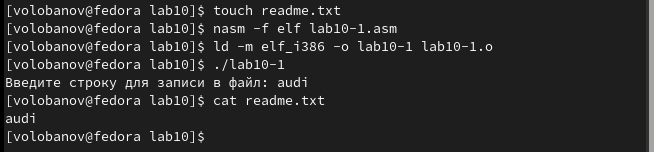 [volobanov@fedora lab10]$ touch readme.txt
[volobanov@fedora lab10]$ nasm -f elf lab10-1.asm
[volobanov@fedora lab10]$ ld -m elf_i386 -o lab10-1 lab10-1.o
[volobanov@fedora lab10]$ ./lab10-1
Введите строку для записи в файл: audi
[volobanov@fedora lab10]$ cat readme.txt
audi
[volobanov@fedora lab10]$